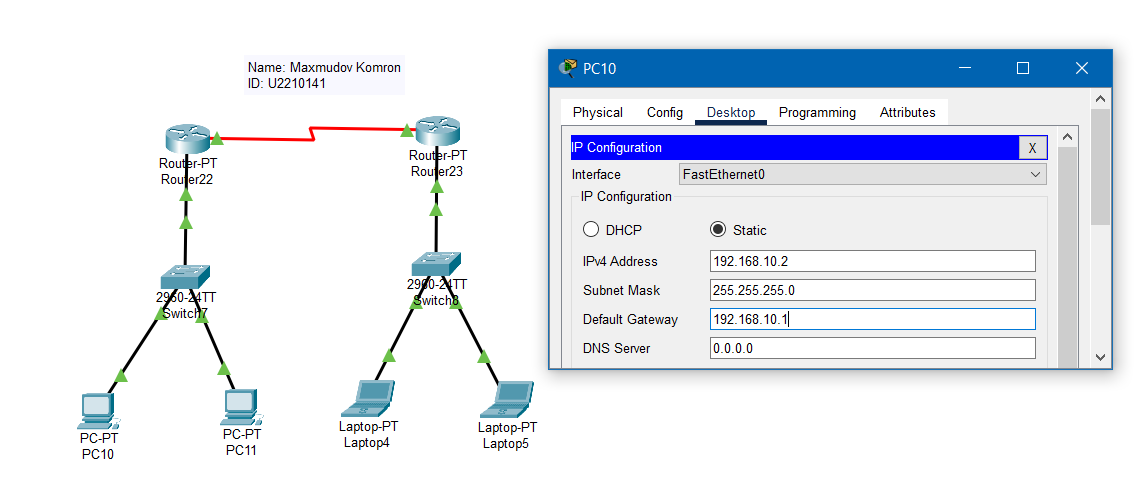 Name: Maxmudov Komron
ID: U2210141
Router-PT
Router22
Router-PT
Router23
2960-24TT
Switch7
2960-24TT
Switch8
PC-PT
PC10
PC-PT
PC11
Laptop-PT
Laptop4
Laptop-PT
Laptop5
PC10
Physical Config Desktop Programming Attributes
IP Configuration X
Interface FastEthernet0
IP Configuration
DHCP Static
IPv4 Address 192.168.10.2
Subnet Mask 255.255.255.0
Default Gateway 192.168.10.1
DNS Server 0.0.0.0